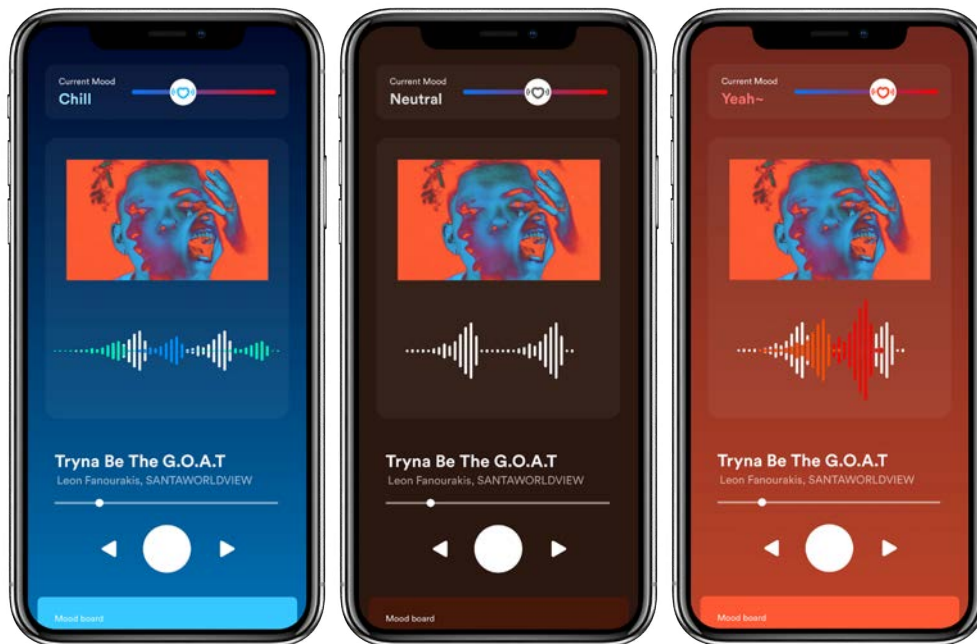 Current Mood
Chill
Tryna Be The G.O.A.T
Leon Fanourakis, SANTAWORLDVIEW
Mood board
Current Mood
Neutral
Tryna Be The G.O.A.T
Leon Fanourakis, SANTAWORLDVIEW
Mood board
Current Mood
Yeah~
Tryna Be The G.O.A.T
Leon Fanourakis, SANTAWORLDVIEW
Mood board